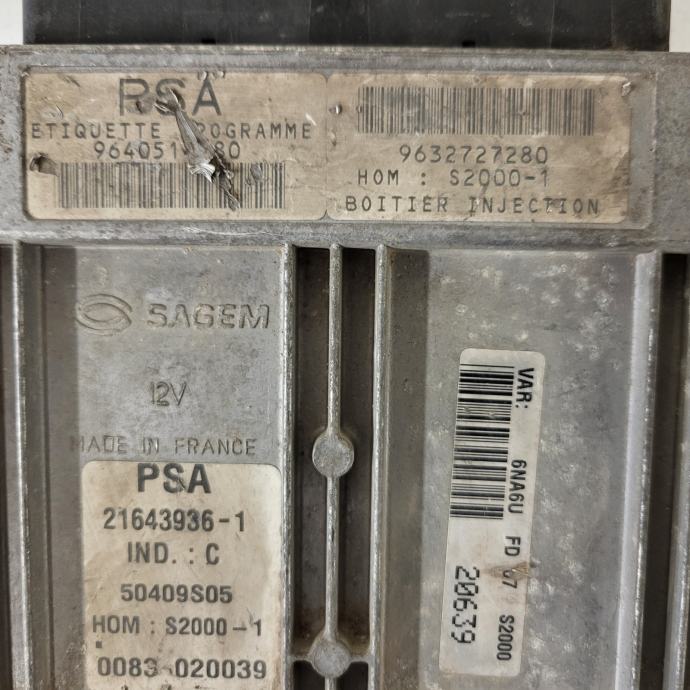 PSA
ETIQUETTE PROGRAMME
9632727280
HOM : S2000-1
BOITIER INJECTION
SAGEM
12V
MADE IN FRANCE
PSA
21643936-1
IND. : C
50409S05
HOM : S2000-1
0083 020039
VAR: 6NA6U FD S2000
20639